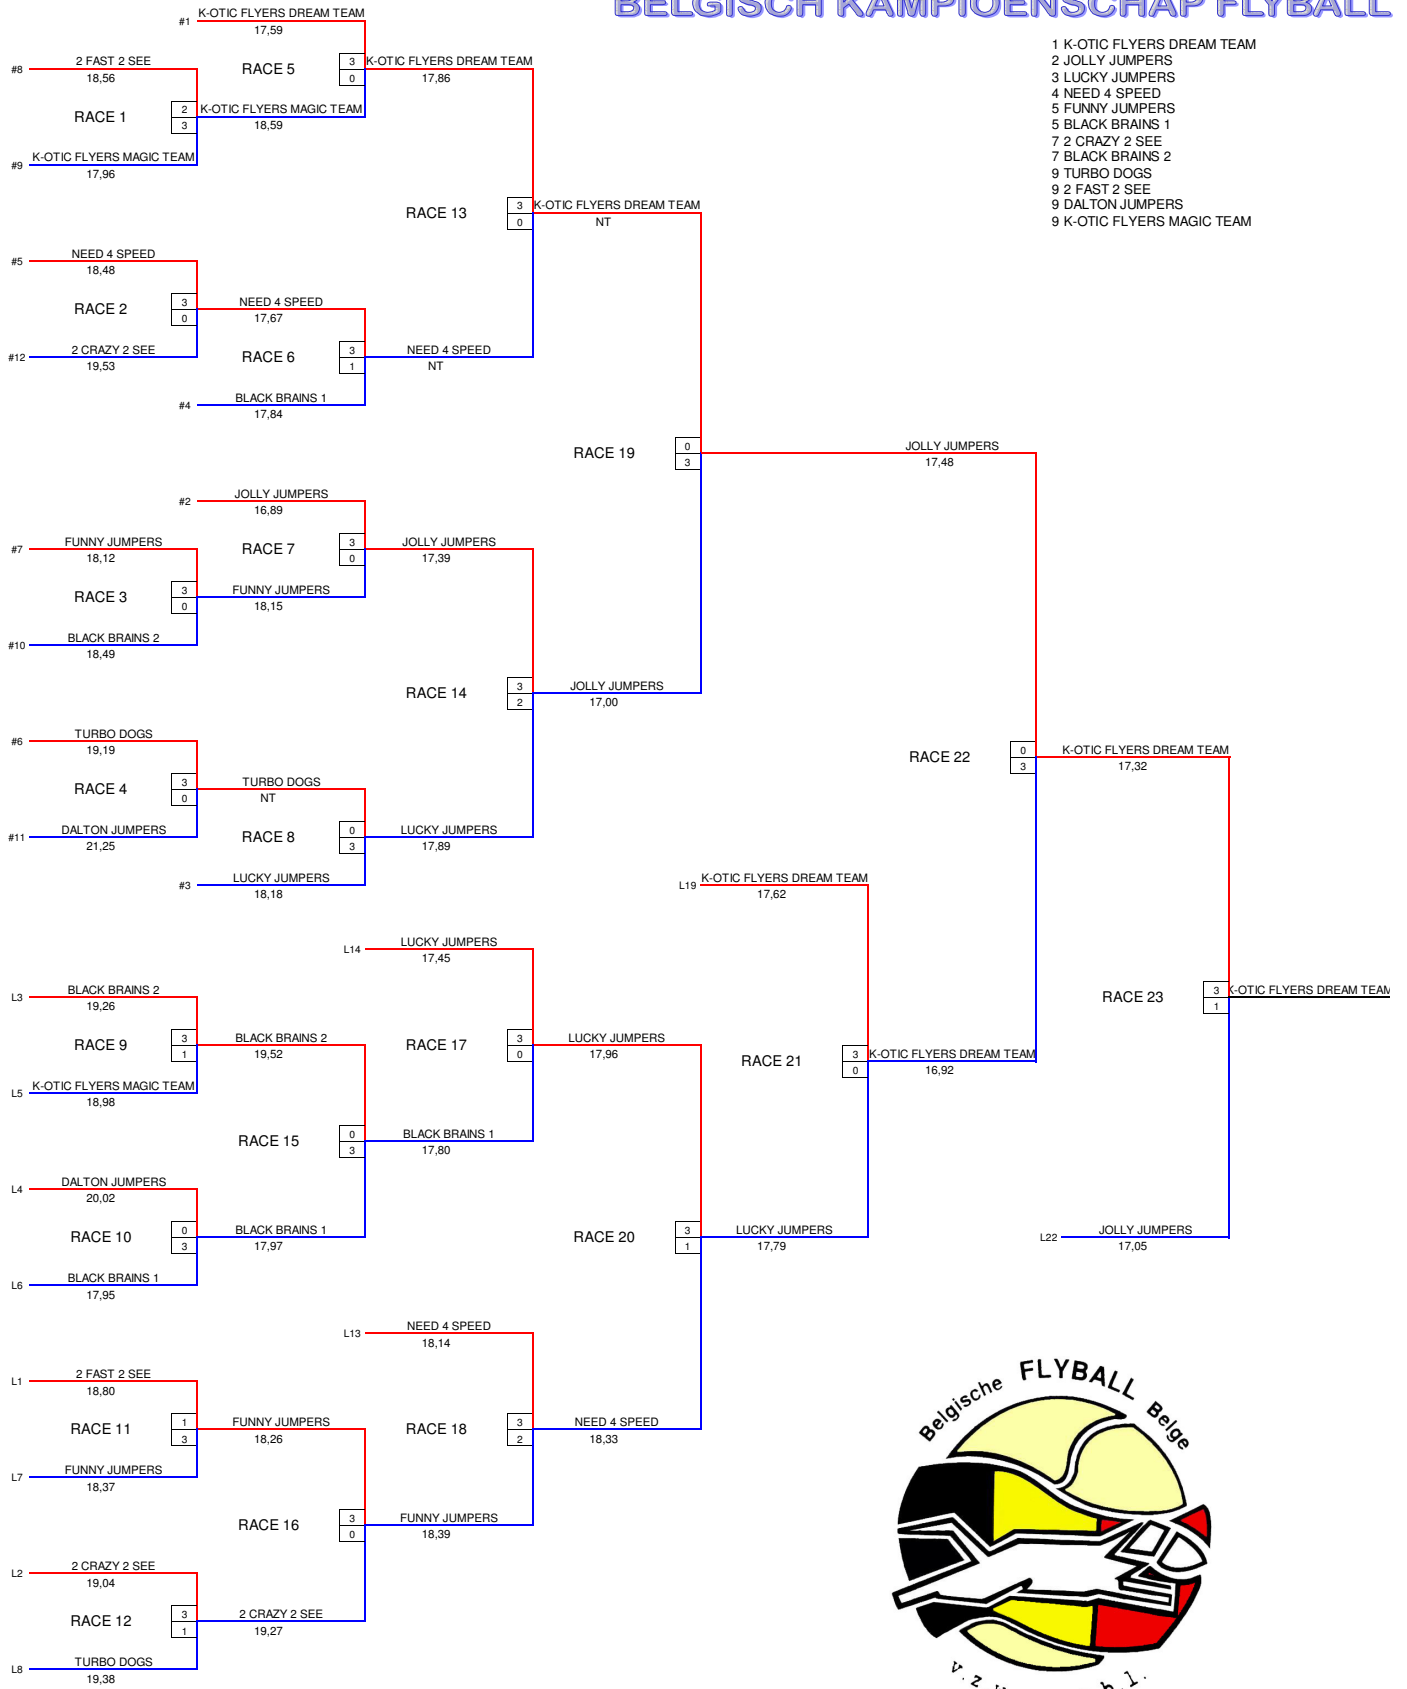 BELGISCH KAMPIOENSCHAP FLYBALL
1 K-OTIC FLYERS DREAM TEAM
2 JOLLY JUMPERS
3 LUCKY JUMPERS
4 NEED 4 SPEED
5 FUNNY JUMPERS
5 BLACK BRAINS 1
7 2 CRAZY 2 SEE
7 BLACK BRAINS 2
9 TURBO DOGS
9 2 FAST 2 SEE
9 DALTON JUMPERS
9 K-OTIC FLYERS MAGIC TEAM
#1 K-OTIC FLYERS DREAM TEAM
17,59
#8 2 FAST 2 SEE
18,56
RACE 5
3
0
K-OTIC FLYERS DREAM TEAM
17,86
RACE 1
2
3
K-OTIC FLYERS MAGIC TEAM
18,59
#9 K-OTIC FLYERS MAGIC TEAM
17,96
RACE 13
3
0
K-OTIC FLYERS DREAM TEAM
NT
#5 NEED 4 SPEED
18,48
RACE 2
3
0
NEED 4 SPEED
17,67
#12 2 CRAZY 2 SEE
19,53
RACE 6
3
1
NEED 4 SPEED
NT
#4 BLACK BRAINS 1
17,84
RACE 19
0
3
JOLLY JUMPERS
17,48
#2 JOLLY JUMPERS
16,89
#7 FUNNY JUMPERS
18,12
RACE 7
3
0
JOLLY JUMPERS
17,39
RACE 3
3
0
FUNNY JUMPERS
18,15
#10 BLACK BRAINS 2
18,49
RACE 14
3
2
JOLLY JUMPERS
17,00
#6 TURBO DOGS
19,19
RACE 22
0
3
K-OTIC FLYERS DREAM TEAM
17,32
RACE 4
3
0
TURBO DOGS
NT
#11 DALTON JUMPERS
21,25
RACE 8
0
3
LUCKY JUMPERS
17,89
#3 LUCKY JUMPERS
18,18
L19 K-OTIC FLYERS DREAM TEAM
17,62
L14 LUCKY JUMPERS
17,45
L3 BLACK BRAINS 2
19,26
RACE 23
3
1
K-OTIC FLYERS DREAM TEAM
RACE 9
3
1
BLACK BRAINS 2
19,52
RACE 17
3
0
LUCKY JUMPERS
17,96
RACE 21
3
0
K-OTIC FLYERS DREAM TEAM
16,92
L5 K-OTIC FLYERS MAGIC TEAM
18,98
RACE 15
0
3
BLACK BRAINS 1
17,80
L4 DALTON JUMPERS
20,02
RACE 10
0
3
BLACK BRAINS 1
17,97
RACE 20
3
1
LUCKY JUMPERS
17,79
L22 JOLLY JUMPERS
17,05
L6 BLACK BRAINS 1
17,95
L13 NEED 4 SPEED
18,14
L1 2 FAST 2 SEE
18,80
RACE 11
1
3
FUNNY JUMPERS
18,26
RACE 18
3
2
NEED 4 SPEED
18,33
L7 FUNNY JUMPERS
18,37
RACE 16
3
0
FUNNY JUMPERS
18,39
L2 2 CRAZY 2 SEE
19,04
RACE 12
3
1
2 CRAZY 2 SEE
19,27
L8 TURBO DOGS
19,38
Belgische FLYBALL Belge